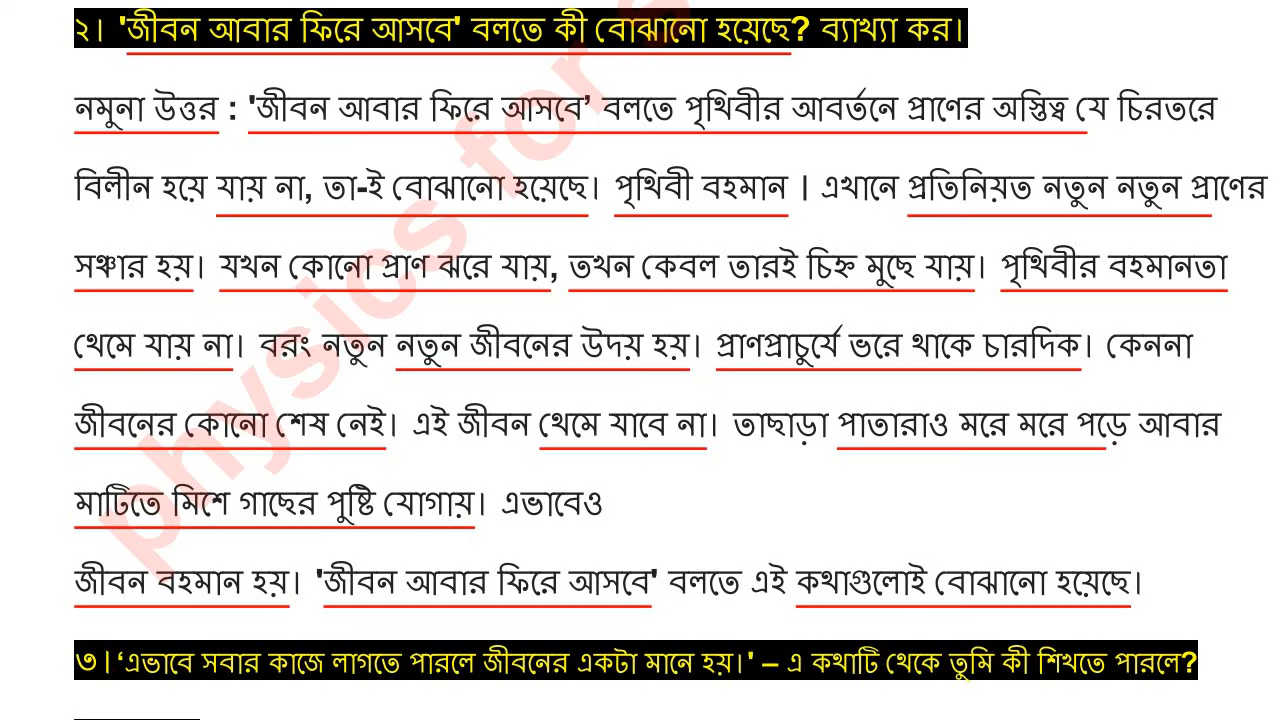 ২। 'জীবন আবার ফিরে আসবে' বলতে কী বোঝানো হয়েছে? ব্যাখ্যা কর।
নমুনা উত্তর : 'জীবন আবার ফিরে আসবে’ বলতে পৃথিবীর আবর্তনে প্রাণের অস্তিত্ব যে চিরতরে
বিলীন হয়ে যায় না, তা-ই বোঝানো হয়েছে। পৃথিবী বহমান । এখানে প্রতিনিয়ত নতুন নতুন প্রাণের
সঞ্চার হয়। যখন কোনো প্রাণ ঝরে যায়, তখন কেবল তারই চিহ্ন মুছে যায়। পৃথিবীর বহমানতা
থেমে যায় না। বরং নতুন নতুন জীবনের উদয় হয়। প্রাণপ্রাচুর্যে ভরে থাকে চারদিক। কেননা
জীবনের কোনো শেষ নেই। এই জীবন থেমে যাবে না। তাছাড়া পাতারাও মরে মরে পড়ে আবার
মাটিতে মিশে গাছের পুষ্টি যোগায়। এভাবেও
জীবন বহমান হয়। 'জীবন আবার ফিরে আসবে' বলতে এই কথাগুলোই বোঝানো হয়েছে।
৩। ‘এভাবে সবার কাজে লাগতে পারলে জীবনের একটা মানে হয়।' – এ কথাটি থেকে তুমি কী শিখতে পারলে?
physics for s